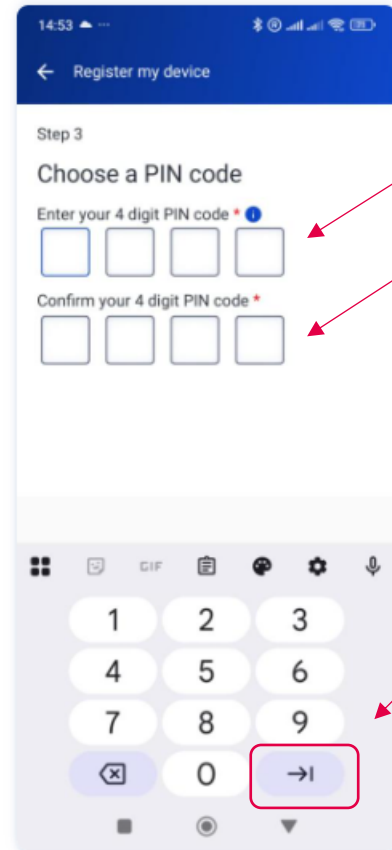 14:53
Register my device
Step 3
Choose a PIN code
Enter your 4 digit PIN code *
Confirm your 4 digit PIN code *
GIF
1 2 3
4 5 6
7 8 9
0